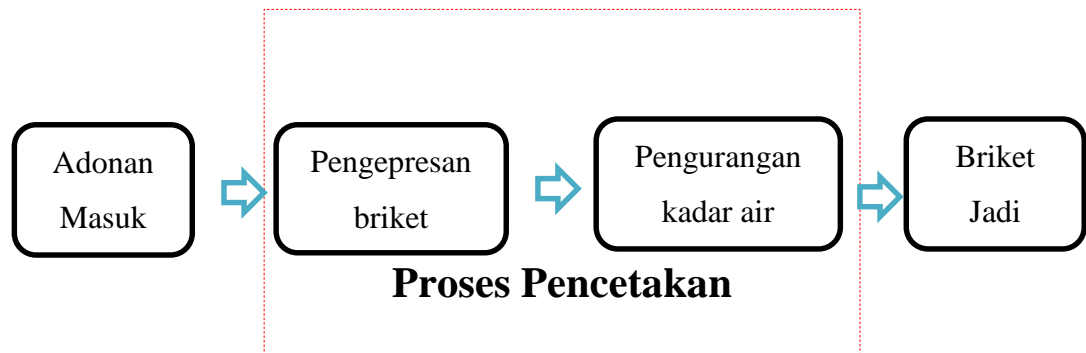 Adonan
Masuk
Pengepresan
briket
Pengurangan
kadar air
Briket
Jadi
Proses Pencetakan